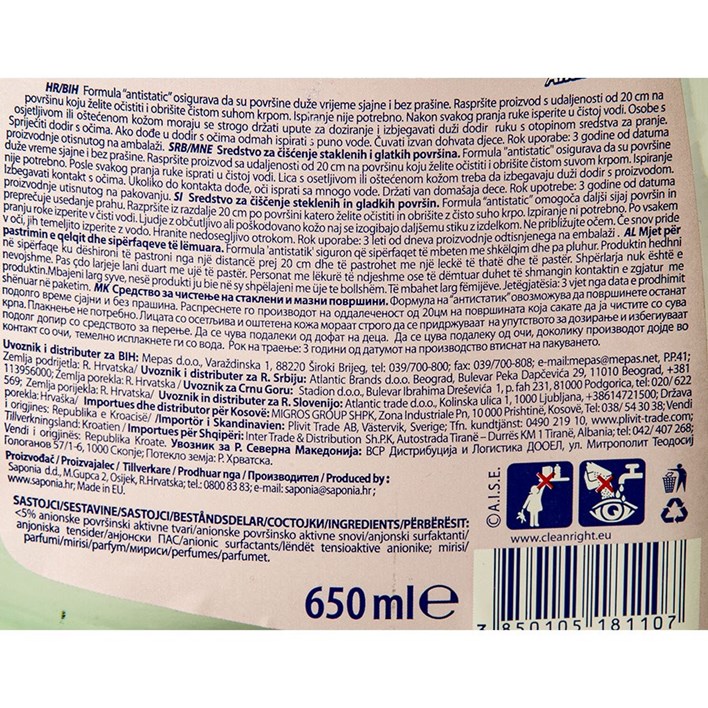 HR/BIH Formula "antistatic" osigurava da su površine duže vrijeme sjajne i bez prašine. Raspršite proizvod s udaljenosti od 20 cm na
površinu koju želite očistiti i obrišite čistom suhom krpom. Ispiranje nije potrebno. Nakon svakog pranja ruke isperite u čistoj vodi. Osobe s
osjetljivom ili oštećenom kožom moraju se strogo držati upute za doziranje i izbjegavati duži dodir ruku s otopinom sredstva za pranje.
Spriječiti dodir s očima. Ako dođe u dodir s očima odmah isprati s puno vode. Čuvati izvan dohvata djece. Rok uporabe: 3 godine od datuma
proizvodnje otisnutog na ambalaži. SRB/MNE Sredstvo za čišćenje staklenih i glatkih površina. Formula "antistatic" osigurava da su površine
duže vreme sjajne i bez prašine. Raspršite proizvod sa udaljenosti od 20 cm na površinu koju želite očistiti i obrišite čistom suvom krpom. Ispiranje
nije potrebno. Posle svakog pranja ruke isprati u čistoj vodi. Lica s osetljivom ili oštećenom kožom treba da izbegavaju duži dodir s proizvodom.
Izbegavati kontakt s očima. Ukoliko do kontakta dođe, oči isprati sa mnogo vode. Držati van domašaja dece. Rok upotrebe: 3 godine od datuma
proizvodnje utisnutog na pakovanju. SI Sredstvo za čiščenje steklenih in gladkih površin. Formula "antistatic" omogoča daljši sijaj površin in
preprečuje usedanje prahu. Razpršite iz razdalje 20 cm po površini katero želite očistiti in obrišite z čisto suho krpo. Izpiranje ni potrebno. Po vsakem
pranju roke izperite v čisti vodi. Ljudje z občutljivo ali poškodovano kožo naj se izogibajo daljšemu stiku z izdelkom. Ne približujte očem. Če snov pride
v oči, jih temeljito izperite z vodo. Hranite nedosegljivo otrokom. Rok uporabe: 3 leti od dneva proizvodnje odtisnjenega na embalaži . AL Mjet për
pastrimin e qelqit dhe sipërfaqeve të lëmuara. Formula 'antistatik' siguron që sipërfaqet të mbeten me shkëlqim dhe pa pluhur. Produktin hedhni
në sipërfaqe ku dëshironi të pastroni nga një distancë prej 20 cm dhe të pastrohet me një leckë të thatë dhe të pastër. Shpërlarja nuk është e
nevojshme. Pas çdo larjeje lani duart me ujë të pastër. Personat me lëkurë të ndjeshme ose të dëmtuar duhet të shmangin kontaktin e zgjatur me
produktin.Mbajeni larg syve, nesë produkti ju bie në sy shpëlajeni me uje te bollshëm. Të mbahet larg fëmijëve. Jetëgjatësia: 3 vjet nga data e prodhimit
shënuar në paketim. MK Средство за чистење на стаклени и мазни површини. Формула на "антистатик" овозможува да површините остануваат
подолго време сјајни и без прашина. Распреснете го производот на оддалеченост од 20цм на површината која сакате да ја чистите со сува
крпа. Плакнење не потребно. Лицата со осетљива и оштетена кожа мораат строго да се придржуваат на упутството за дозирање и избегнуваат
подолг допир со средството за перење. Да се чува подалеку од дофат на деца. Да се чува подалеку од очи, доколику производот дојде во
контакт со очи, темелно исплакнете ги со вода. Рок на траење: 3 години од датумот на производство втиснат на пакувањето.
Uvoznik i distributer za BIH: Mepas d.o.o., Varaždinska 1, 88220 Široki Brijeg, tel: 039/700-800; fax: 039/700-808; e-mail:mepas@mepas.net, P.P.41;
Zemlja podrijetla: R. Hrvatska/ Uvoznik i distributer za R. Srbiju: Atlantic Brands d.o.o. Beograd, Bulevar Peka Dapčevića 29, 11010 Beograd, +381
113956000; Zemlja porekla: R. Hrvatska/ Uvoznik za Crnu Goru: Stadion d.o.o., Bulevar Ibrahima Dreševića 1, p. fah 231, 81000 Podgorica, tel: 020/622
569; Zemlja porijekla: R. Hrvatska/ Uvoznik in distributer za R. Slovenijo: Atlantic trade d.o.o., Kolinska ulica 1, 1000 Ljubljana, +38614721500; Država
porekla: Hrvaška/ Importues dhe distributor për Kosovë: MIGROS GROUP SHPK, Zona Industriale Pn, 10 000 Prishtinë, Kosovë, Tel: 038/ 54 30 38; Vendi
i origjines: Republika e Kroacisë/ Importör i Skandinavien: Plivit Trade AB, Västervik, Sverige; Tfn. kundtjänst: 0490 219 10, www.plivit-trade.com;
Tillverkningsland: Kroatien / Importues për Shqipëri: Inter Trade & Distribution Sh.P.K, Autostrada Tiranë – Durrës KM 1 Tiranë, Albania; tel: 042/ 407 268;
Vendi i origjines: Republika Kroate. Увозник за Р. Северна Македонија: ВСР Дистрибуција и Логистика ДООЕЛ, ул. Митрополит Теодосиј
Гологанов 57/1-6, 1000 Скопје; Потекло земја: Р. Хрватска.
Proizvođač / Proizvajalec / Tillverkare / Prodhuar nga / Proizvođač / Produced by :
Saponia d.d., M.Gupca 2, Osijek, R.Hrvatska; tel.: 0800 83 83; e-mail: saponia@saponia.hr;
www.saponia.hr; Made in EU.
SASTOJCI/SESTAVINE/SASTOJCI/BESTÅNDSDELAR/СОСТОЈКИ/INGREDIENTS/PËRBËRËSIT:
<5% anionske površinski aktivne tvari/anionske površinsko aktivne snovi/anjonski surfaktanti/
anjoniska tensider/анјонски ПАС/anionic surfactants/lëndët tensioactive anionike; mirisi/
parfumi/mirisi/parfym/мириси/perfumes/parfumet.
©A.I.S.E.
www.cleanright.eu
650 ml e
3 850105 181107